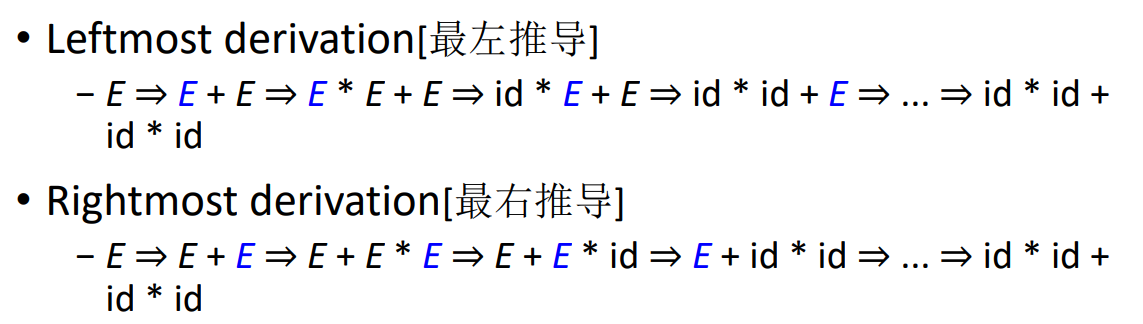 • Leftmost derivation[最左推导]
− E ⇒ E + E ⇒ E * E + E ⇒ id * E + E ⇒ id * id + E ⇒ ... ⇒ id * id +
id * id
• Rightmost derivation[最右推导]
− E ⇒ E + E ⇒ E + E * E ⇒ E + E * id ⇒ E + id * id ⇒ ... ⇒ id * id +
id * id